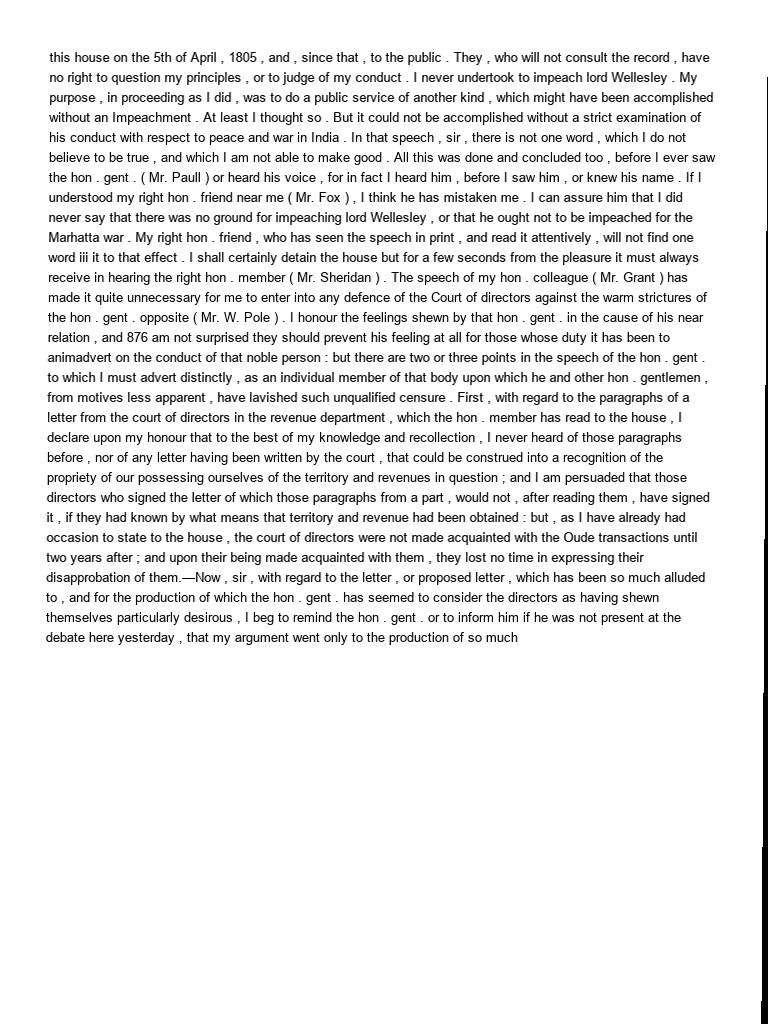 this house on the 5th of April , 1805 , and , since that , to the public . They , who will not consult the record , have
no right to question my principles , or to judge of my conduct . I never undertook to impeach lord Wellesley . My
purpose , in proceeding as I did , was to do a public service of another kind , which might have been accomplished
without an Impeachment . At least I thought so . But it could not be accomplished without a strict examination of
his conduct with respect to peace and war in India . In that speech , sir , there is not one word , which I do not
believe to be true , and which I am not able to make good . All this was done and concluded too , before I ever saw
the hon . gent . ( Mr. Paull ) or heard his voice , for in fact I heard him , before I saw him , or knew his name . If I
understood my right hon . friend near me ( Mr. Fox ) , I think he has mistaken me . I can assure him that I did
never say that there was no ground for impeaching lord Wellesley , or that he ought not to be impeached for the
Marhatta war . My right hon . friend , who has seen the speech in print , and read it attentively , will not find one
word iii it to that effect . I shall certainly detain the house but for a few seconds from the pleasure it must always
receive in hearing the right hon . member ( Mr. Sheridan ) . The speech of my hon . colleague ( Mr. Grant ) has
made it quite unnecessary for me to enter into any defence of the Court of directors against the warm strictures of
the hon . gent . opposite ( Mr. W. Pole ) . I honour the feelings shewn by that hon . gent . in the cause of his near
relation , and 876 am not surprised they should prevent his feeling at all for those whose duty it has been to
animadvert on the conduct of that noble person : but there are two or three points in the speech of the hon . gent .
to which I must advert distinctly , as an individual member of that body upon which he and other hon . gentlemen ,
from motives less apparent , have lavished such unqualified censure . First , with regard to the paragraphs of a
letter from the court of directors in the revenue department , which the hon . member has read to the house , I
declare upon my honour that to the best of my knowledge and recollection , I never heard of those paragraphs
before , nor of any letter having been written by the court , that could be construed into a recognition of the
propriety of our possessing ourselves of the territory and revenues in question ; and I am persuaded that those
directors who signed the letter of which those paragraphs from a part , would not , after reading them , have signed
it , if they had known by what means that territory and revenue had been obtained : but , as I have already had
occasion to state to the house , the court of directors were not made acquainted with the Oude transactions until
two years after ; and upon their being made acquainted with them , they lost no time in expressing their
disapprobation of them.—Now , sir , with regard to the letter , or proposed letter , which has been so much alluded
to , and for the production of which the hon . gent . has seemed to consider the directors as having shewn
themselves particularly desirous , I beg to remind the hon . gent . or to inform him if he was not present at the
debate here yesterday , that my argument went only to the production of so much